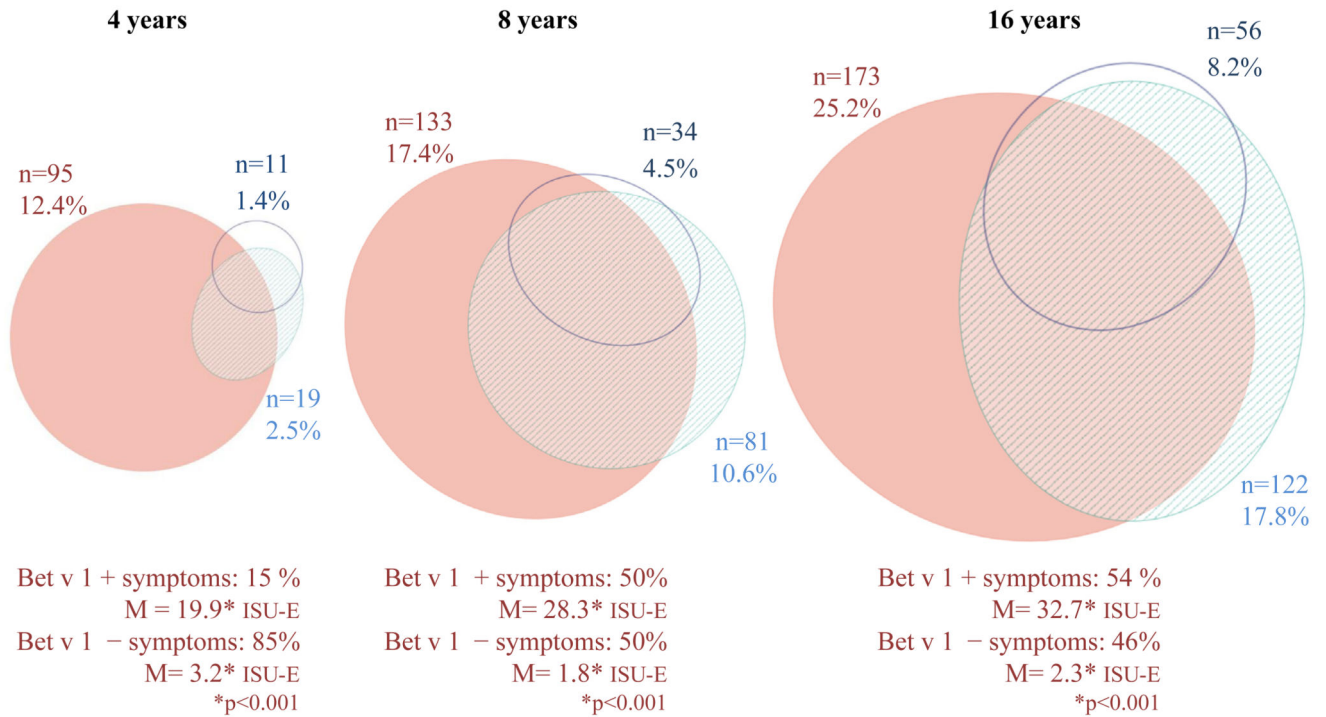 4 years
n=95
12.4%
n=11
1.4%
n=19
2.5%
Bet v 1 + symptoms: 15 %
M = 19.9* ISU-E
Bet v 1 − symptoms: 85%
M= 3.2* ISU-E
*p<0.001
8 years
n=133
17.4%
n=34
4.5%
n=81
10.6%
Bet v 1 + symptoms: 50%
M= 28.3* ISU-E
Bet v 1 − symptoms: 50%
M= 1.8* ISU-E
*p<0.001
16 years
n=173
25.2%
n=56
8.2%
n=122
17.8%
Bet v 1 + symptoms: 54 %
M= 32.7* ISU-E
Bet v 1 − symptoms: 46%
M= 2.3* ISU-E
*p<0.001